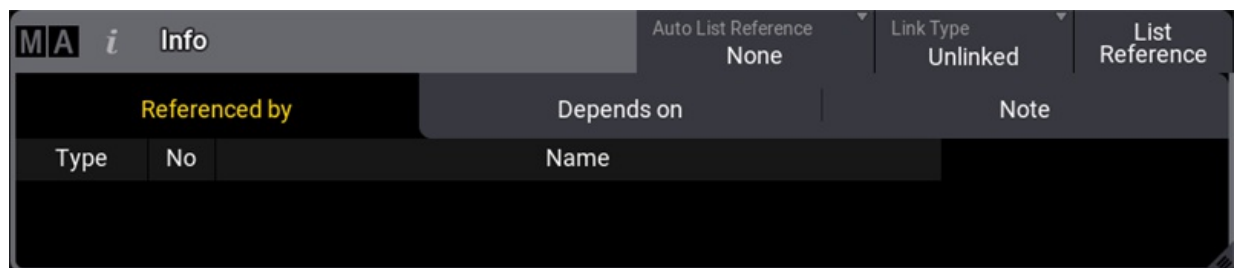 MA i Info
Auto List Reference
None
Link Type
Unlinked
List
Reference
Referenced by Depends on Note
Type No Name